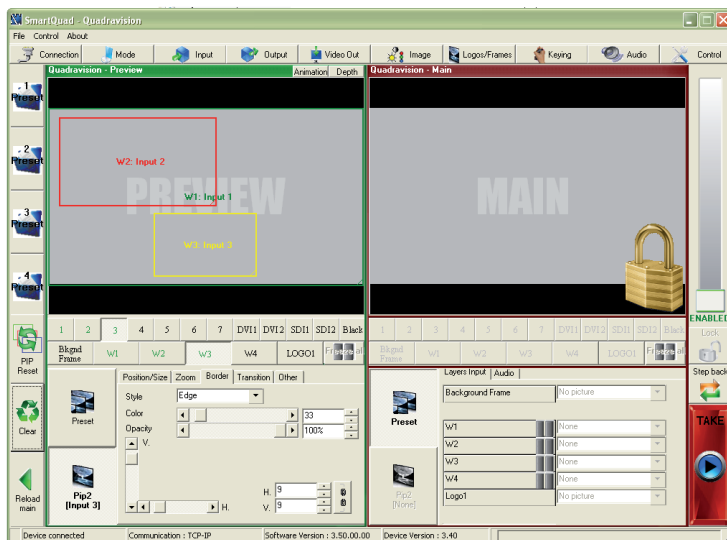 SmartQuad - Quadravision
File Control About
Connection Mode Input Output Video Out Image Logos/Frames Keying Audio Control
Quadravision - Preview Animation Depth Quadravision - Main
1
Preset
2
Preset
3
Preset
4
Preset
W2: Input 2
W1: Input 1
PREVIEW
W3: Input 3
MAIN
ENABLED
Lock
1 2 3 4 5 6 7 DVI1 DVI2 SDI1 SDI2 Black
Bkgnd Frame W1 W2 W3 W4 LOGO1
1 2 3 4 5 6 7 DVI1 DVI2 SDI1 SDI2 Black
Bkgnd Frame W1 W2 W3 W4 LOGO1
PIP
Reset
Clear
Reload
main
Preset
Pip2
[Input 3]
Position/Size Zoom Border Transition Other
Style Edge
Color 33
Opacity 100%
V.
H.
H. 9
V. 9
Layers Input Audio
Preset
Pip2
[None]
Background Frame No picture
W1 None
W2 None
W3 None
W4 None
Logo1 No picture
Step back
TAKE
Device connected Communication : TCP-IP Software Version : 3.50.00.00 Device Version : 3.40